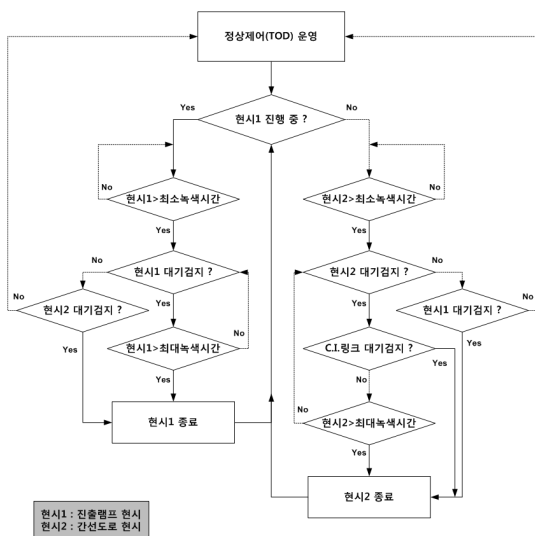 정상제어(TOD) 운영
현시1 진행 중 ?
Yes
No
현시1>최소녹색시간
No
Yes
현시2>최소녹색시간
No
Yes
현시1 대기검지 ?
No
Yes
현시2 대기검지 ?
No
Yes
현시2 대기검지 ?
No
Yes
현시1 대기검지 ?
No
Yes
현시1>최대녹색시간
No
Yes
C.I.링크 대기검지 ?
Yes
No
현시1 종료
현시2>최대녹색시간
No
Yes
현시2 종료
현시1 : 진출램프 현시
현시2 : 간선도로 현시